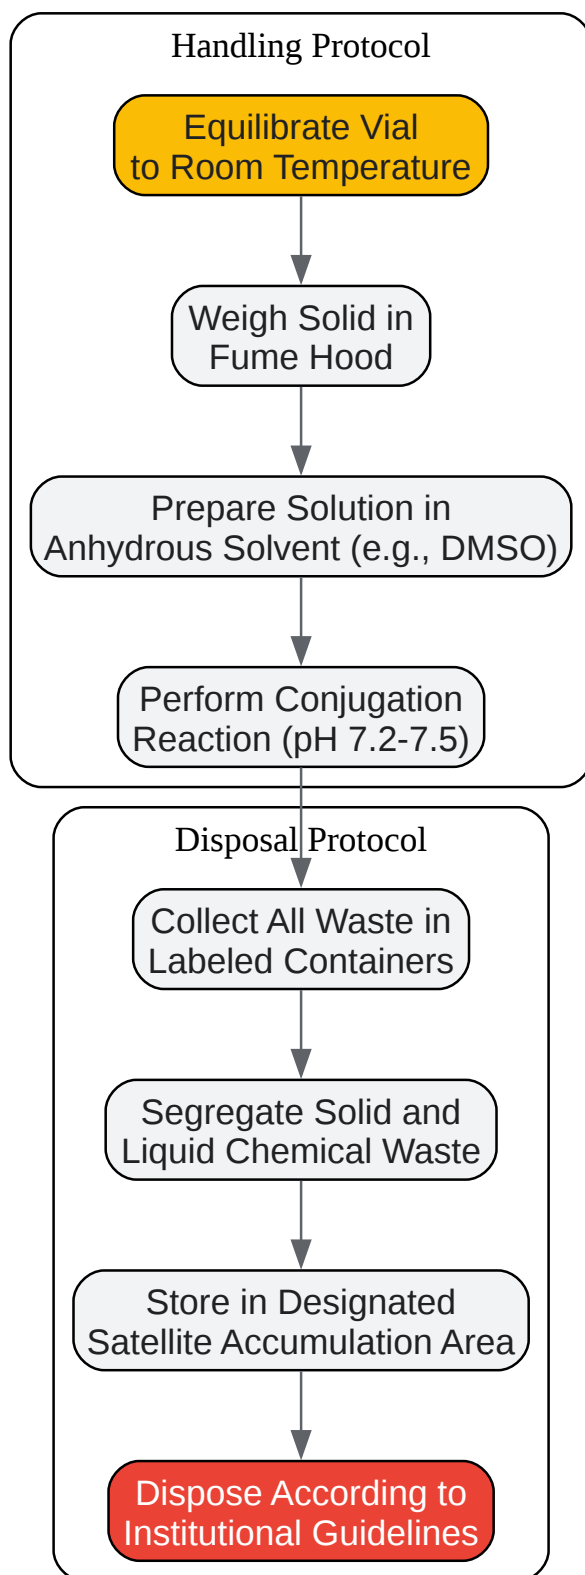 Handling Protocol
Equilibrate Vial
to Room Temperature
Weigh Solid in
Fume Hood
Prepare Solution in
Anhydrous Solvent (e.g., DMSO)
Perform Conjugation
Reaction (pH 7.2-7.5)
Disposal Protocol
Collect All Waste in
Labeled Containers
Segregate Solid and
Liquid Chemical Waste
Store in Designated
Satellite Accumulation Area
Dispose According to
Institutional Guidelines